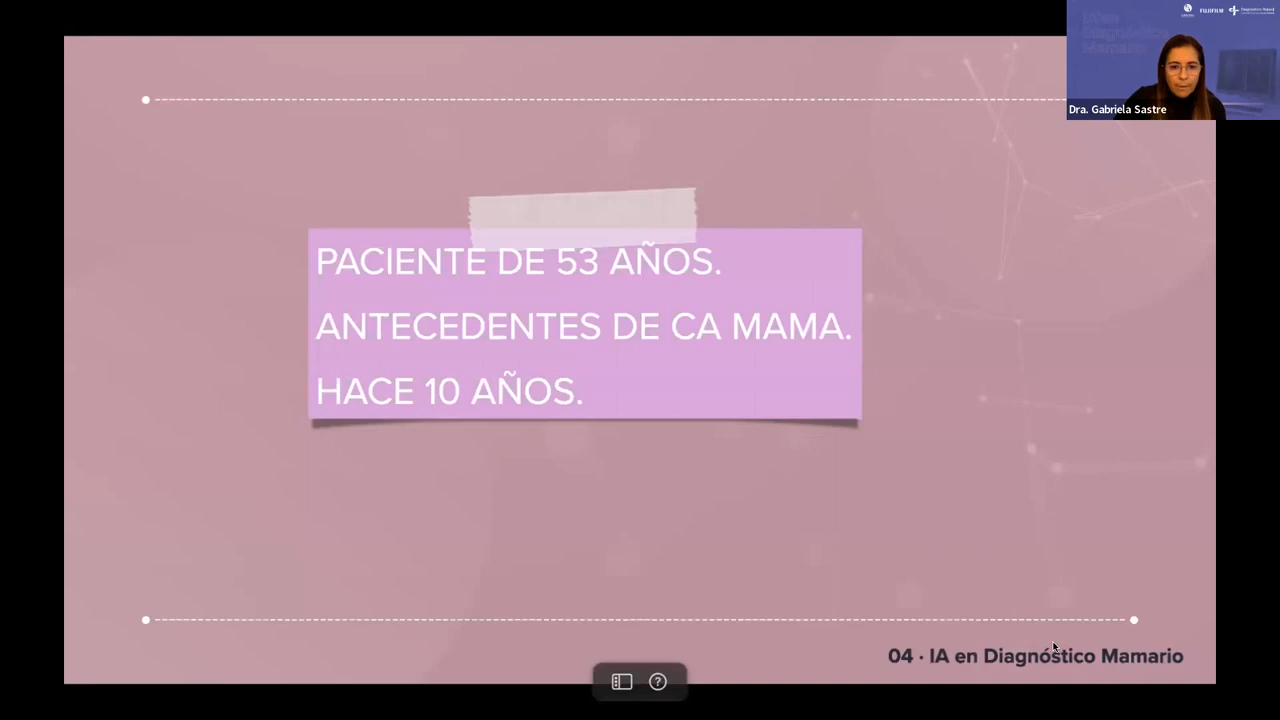 FUJIFILM
Dra. Gabriela Sastre
PACIENTE DE 53 AÑOS.
ANTECEDENTES DE CA MAMA.
HACE 10 AÑOS.
04 · IA en Diagnóstico Mamario